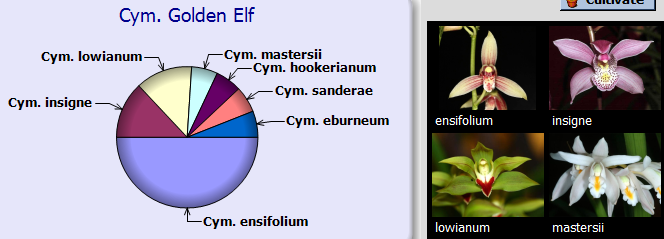 Cym. Golden Elf
Cym. lowianum
Cym. mastersii
Cym. hookerianum
Cym. insigne
Cym. sanderae
Cym. eburneum
Cym. ensifolium
Cultivate
ensifolium
insigne
lowianum
mastersii